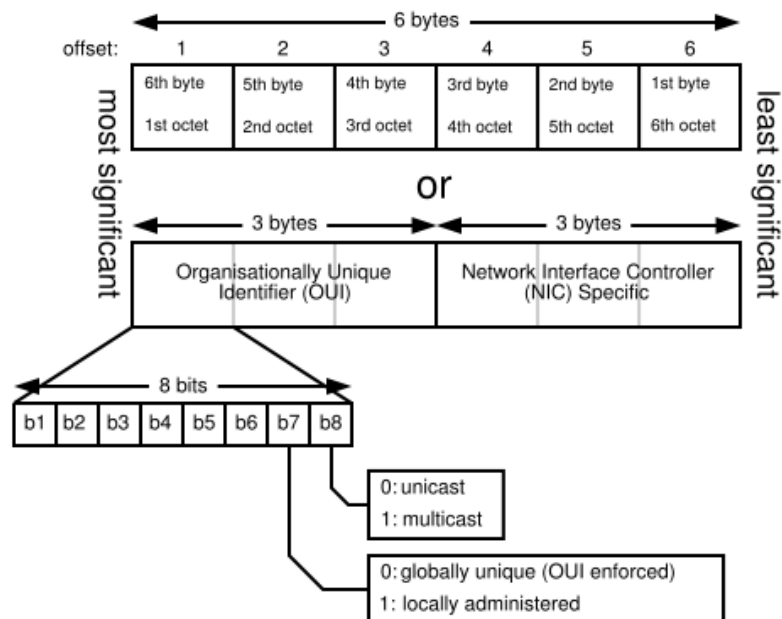 6 bytes
offset: 1 2 3 4 5 6
6th byte 5th byte 4th byte 3rd byte 2nd byte 1st byte
1st octet 2nd octet 3rd octet 4th octet 5th octet 6th octet
most significant
least significant
or
3 bytes 3 bytes
Organisationally Unique
Identifier (OUI)
Network Interface Controller
(NIC) Specific
8 bits
b1 b2 b3 b4 b5 b6 b7 b8
0: unicast
1: multicast
0: globally unique (OUI enforced)
1: locally administered